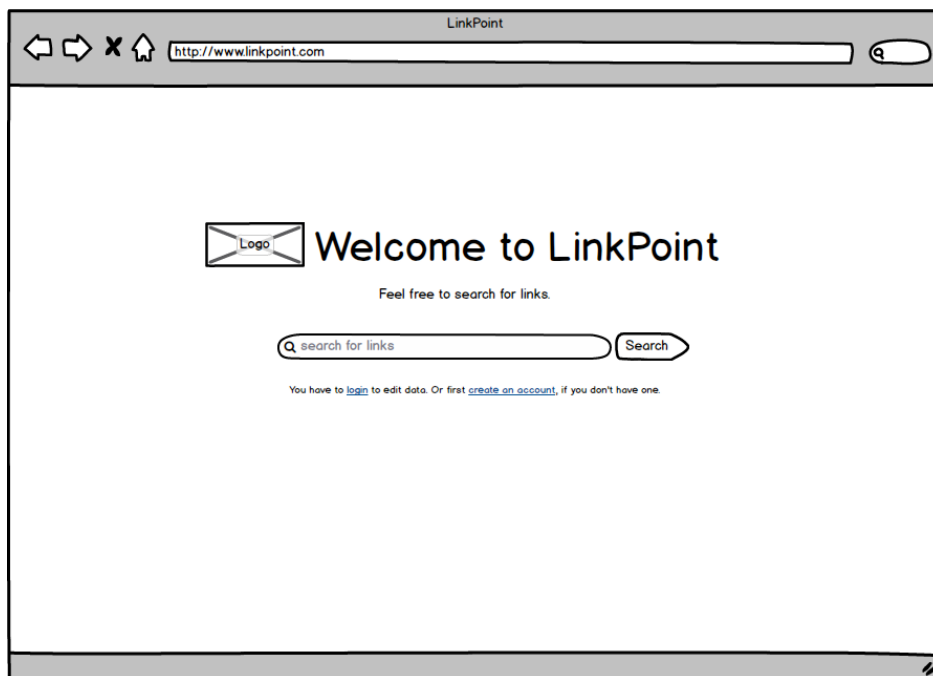 LinkPoint
http://www.linkpoint.com
Logo
Welcome to LinkPoint
Feel free to search for links.
search for links
Search
You have to login to edit data. Or first create an account, if you don't have one.